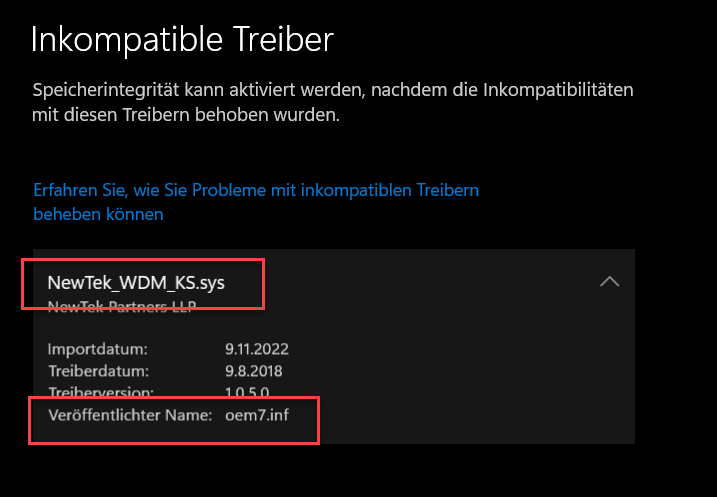 Inkompatible Treiber
Speicherintegrität kann aktiviert werden, nachdem die Inkompatibilitäten
mit diesen Treibern behoben wurden.
Erfahren Sie, wie Sie Probleme mit inkompatiblen Treibern
beheben können
NewTek_WDM_KS.sys
NewTek Partners LLP
Importdatum: 9.11.2022
Treiberdatum: 9.8.2018
Treiberversion: 1.0.5.0
Veröffentlichter Name: oem7.inf